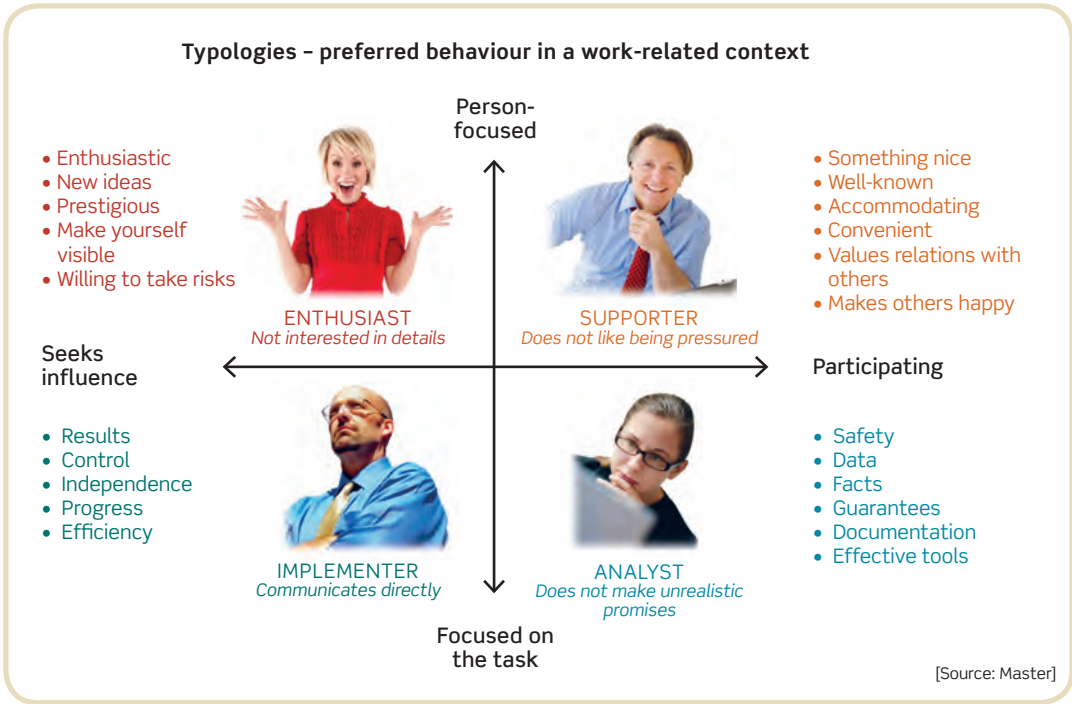 Typologies – preferred behaviour in a work-related context
Person-
focused
• Enthusiastic
• New ideas
• Prestigious
• Make yourself
visible
• Willing to take risks
ENTHUSIAST
Not interested in details
SUPPORTER
Does not like being pressured
• Something nice
• Well-known
• Accommodating
• Convenient
• Values relations with
others
• Makes others happy
Seeks
influence
Participating
• Results
• Control
• Independence
• Progress
• Efficiency
IMPLEMENTER
Communicates directly
ANALYST
Does not make unrealistic
promises
• Safety
• Data
• Facts
• Guarantees
• Documentation
• Effective tools
Focused on
the task
[Source: Master]